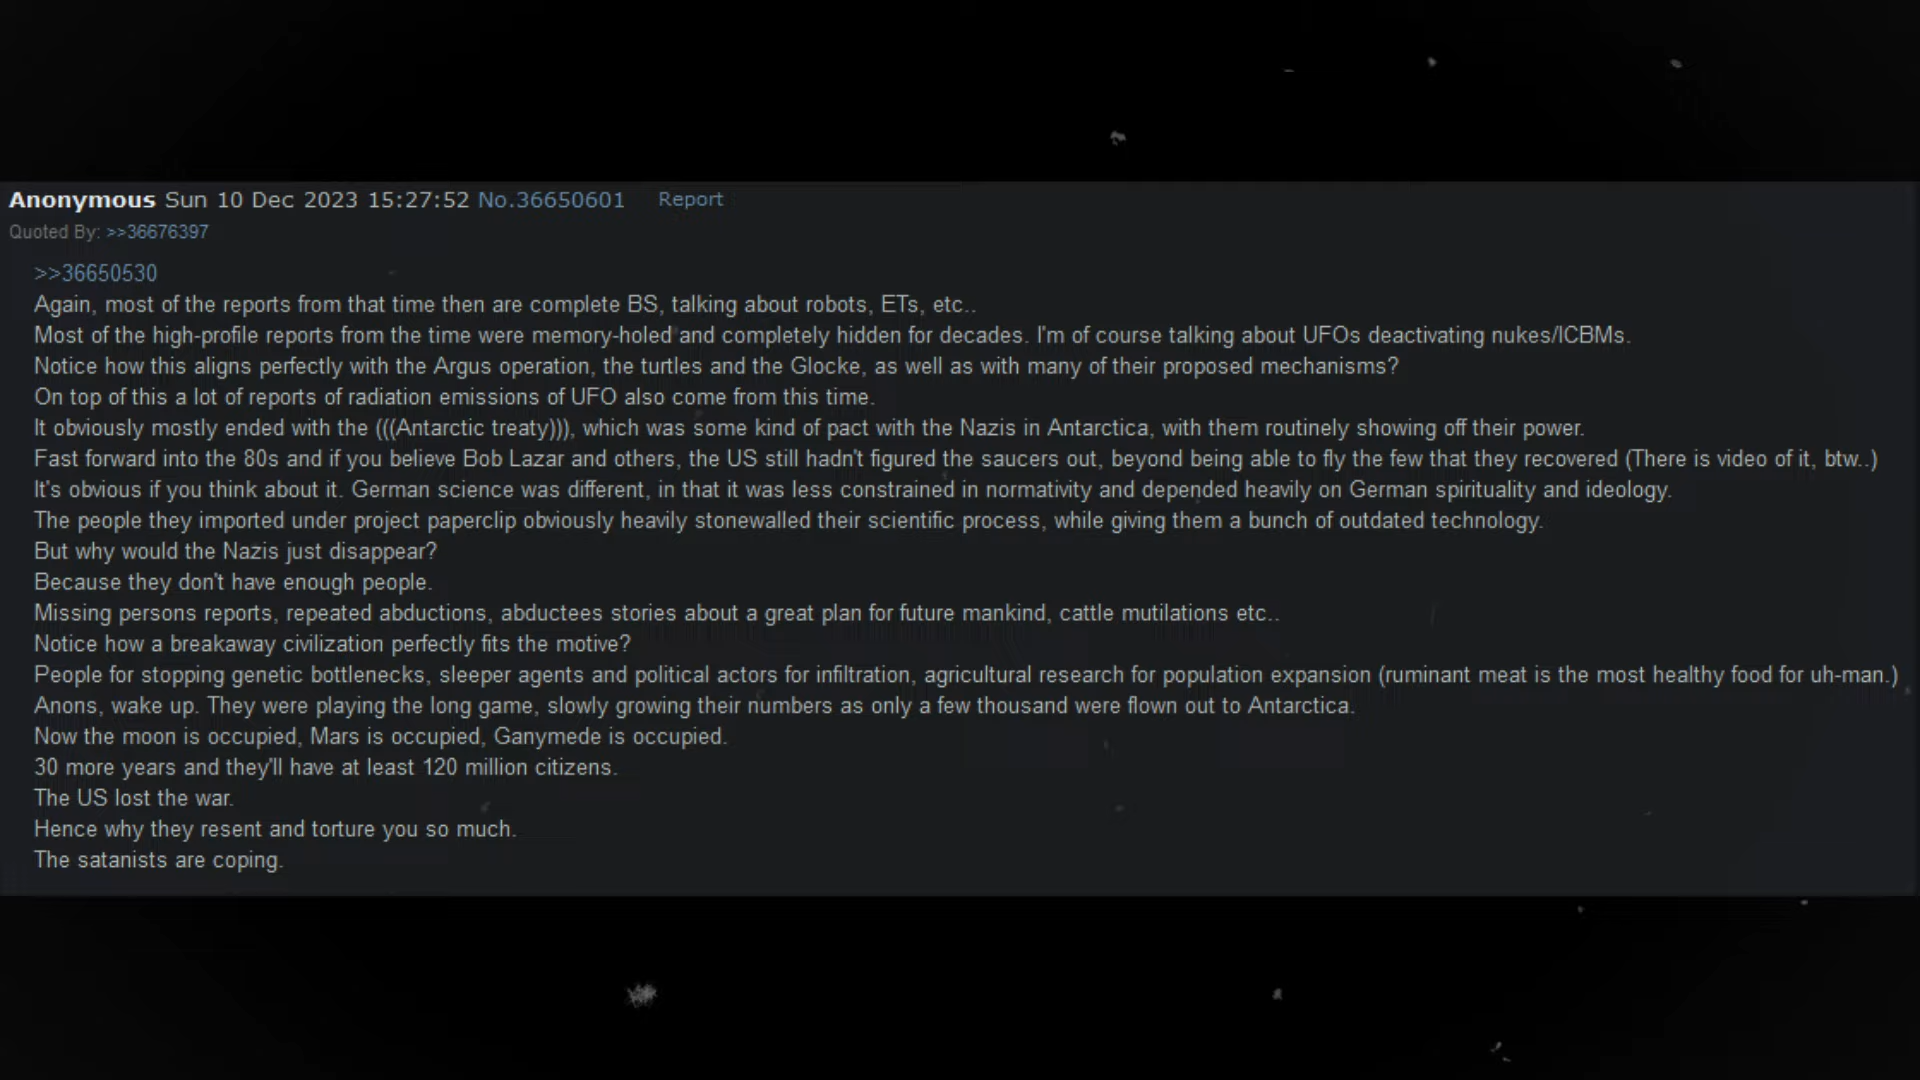 Anonymous Sun 10 Dec 2023 15:27:52 No.36650601 Report
Quoted By: >>36676397
>>36650530
Again, most of the reports from that time then are complete BS, talking about robots, ETs, etc..
Most of the high-profile reports from the time were memory-holed and completely hidden for decades. I'm of course talking about UFOs deactivating nukes/ICBMs.
Notice how this aligns perfectly with the Argus operation, the turtles and the Glocke, as well as with many of their proposed mechanisms?
On top of this a lot of reports of radiation emissions of UFO also come from this time.
It obviously mostly ended with the (((Antarctic treaty))), which was some kind of pact with the Nazis in Antarctica, with them routinely showing off their power.
Fast forward into the 80s and if you believe Bob Lazar and others, the US still hadn't figured the saucers out, beyond being able to fly the few that they recovered (There is video of it, btw..)
It's obvious if you think about it. German science was different, in that it was less constrained in normativity and depended heavily on German spirituality and ideology.
The people they imported under project paperclip obviously heavily stonewalled their scientific process, while giving them a bunch of outdated technology.
But why would the Nazis just disappear?
Because they don't have enough people.
Missing persons reports, repeated abductions, abductees stories about a great plan for future mankind, cattle mutilations etc..
Notice how a breakaway civilization perfectly fits the motive?
People for stopping genetic bottlenecks, sleeper agents and political actors for infiltration, agricultural research for population expansion (ruminant meat is the most healthy food for uh-man.)
Anons, wake up. They were playing the long game, slowly growing their numbers as only a few thousand were flown out to Antarctica.
Now the moon is occupied, Mars is occupied, Ganymede is occupied.
30 more years and they'll have at least 120 million citizens.
The US lost the war.
Hence why they resent and torture you so much.
The satanists are coping.